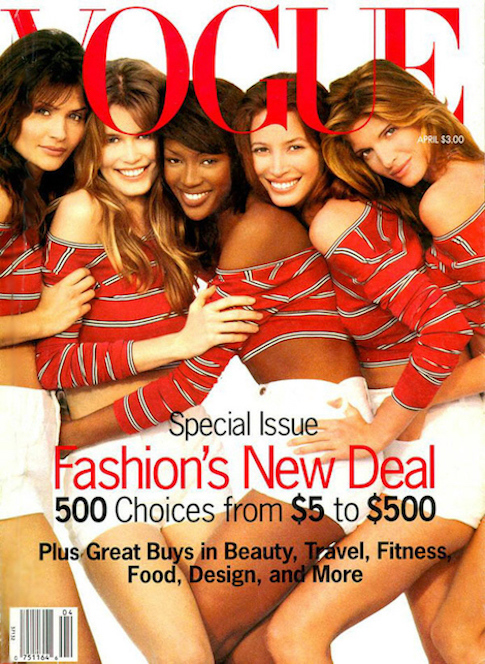 VOGUE
APRIL $3.00
Special Issue
Fashion's New Deal
500 Choices from $5 to $500
Plus Great Buys in Beauty, Travel, Fitness,
Food, Design, and More
04
0 751164 6